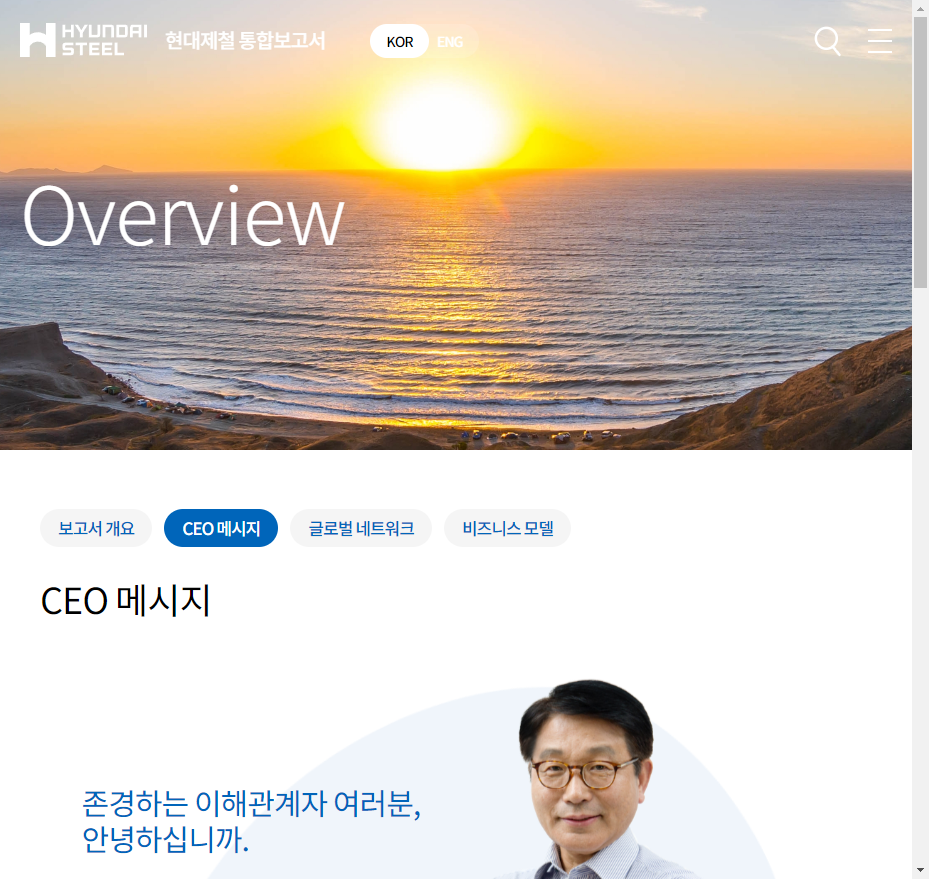 HYUNDAI
STEEL
현대제철 통합보고서
KOR ENG
Overview
보고서 개요 CEO 메시지 글로벌 네트워크 비즈니스 모델
CEO 메시지
존경하는 이해관계자 여러분,
안녕하십니까.